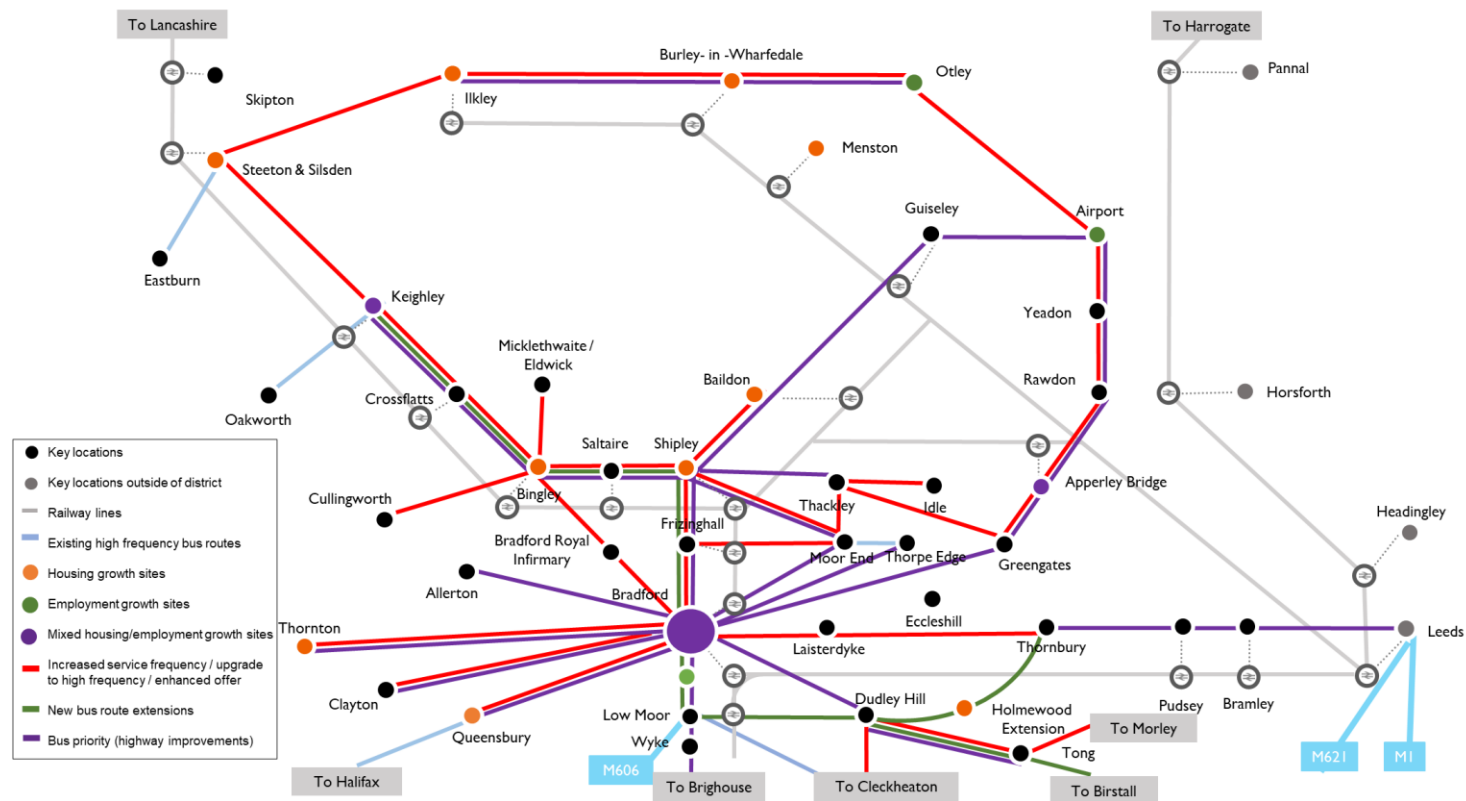 To Lancashire
To Harrogate
Burley- in -Wharfedale
Otley
Pannal
Skipton
Ilkley
Menston
Steeton & Silsden
Guiseley
Airport
Eastburn
Keighley
Yeadon
Micklethwaite /
Eldwick
Baildon
Rawdon
Crossflatts
Horsforth
Oakworth
Saltaire
Shipley
Key locations
Key locations outside of district
Railway lines
Existing high frequency bus routes
Housing growth sites
Employment growth sites
Mixed housing/employment growth sites
Increased service frequency / upgrade
to high frequency / enhanced offer
New bus route extensions
Bus priority (highway improvements)
Cullingworth
Bingley
Thackley
Idle
Apperley Bridge
Headingley
Frizinghall
Bradford Royal
Infirmary
Moor End
Thorpe Edge
Greengates
Allerton
Bradford
Eccleshill
Thornton
Laisterdyke
Thornbury
Leeds
Clayton
Dudley Hill
Holmewood
Extension
Pudsey
Bramley
Queensbury
Low Moor
Wyke
Tong
To Morley
M606
M621
M1
To Halifax
To Brighouse
To Cleckheaton
To Birstall